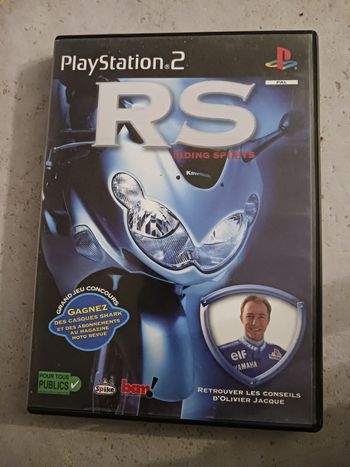 PlayStation®2
PAL
RS
RIDING SPIRITS
Kawasaki
GRAND JEU CONCOURS
GAGNEZ
DES CASQUES SHARK
ET DES ABONNEMENTS
AU MAGAZINE
MOTO REVUE
elf
YAMAHA
POUR TOUS
PUBLICS
Spike
bam!
RETROUVER LES CONSEILS
D'OLIVIER JACQUE